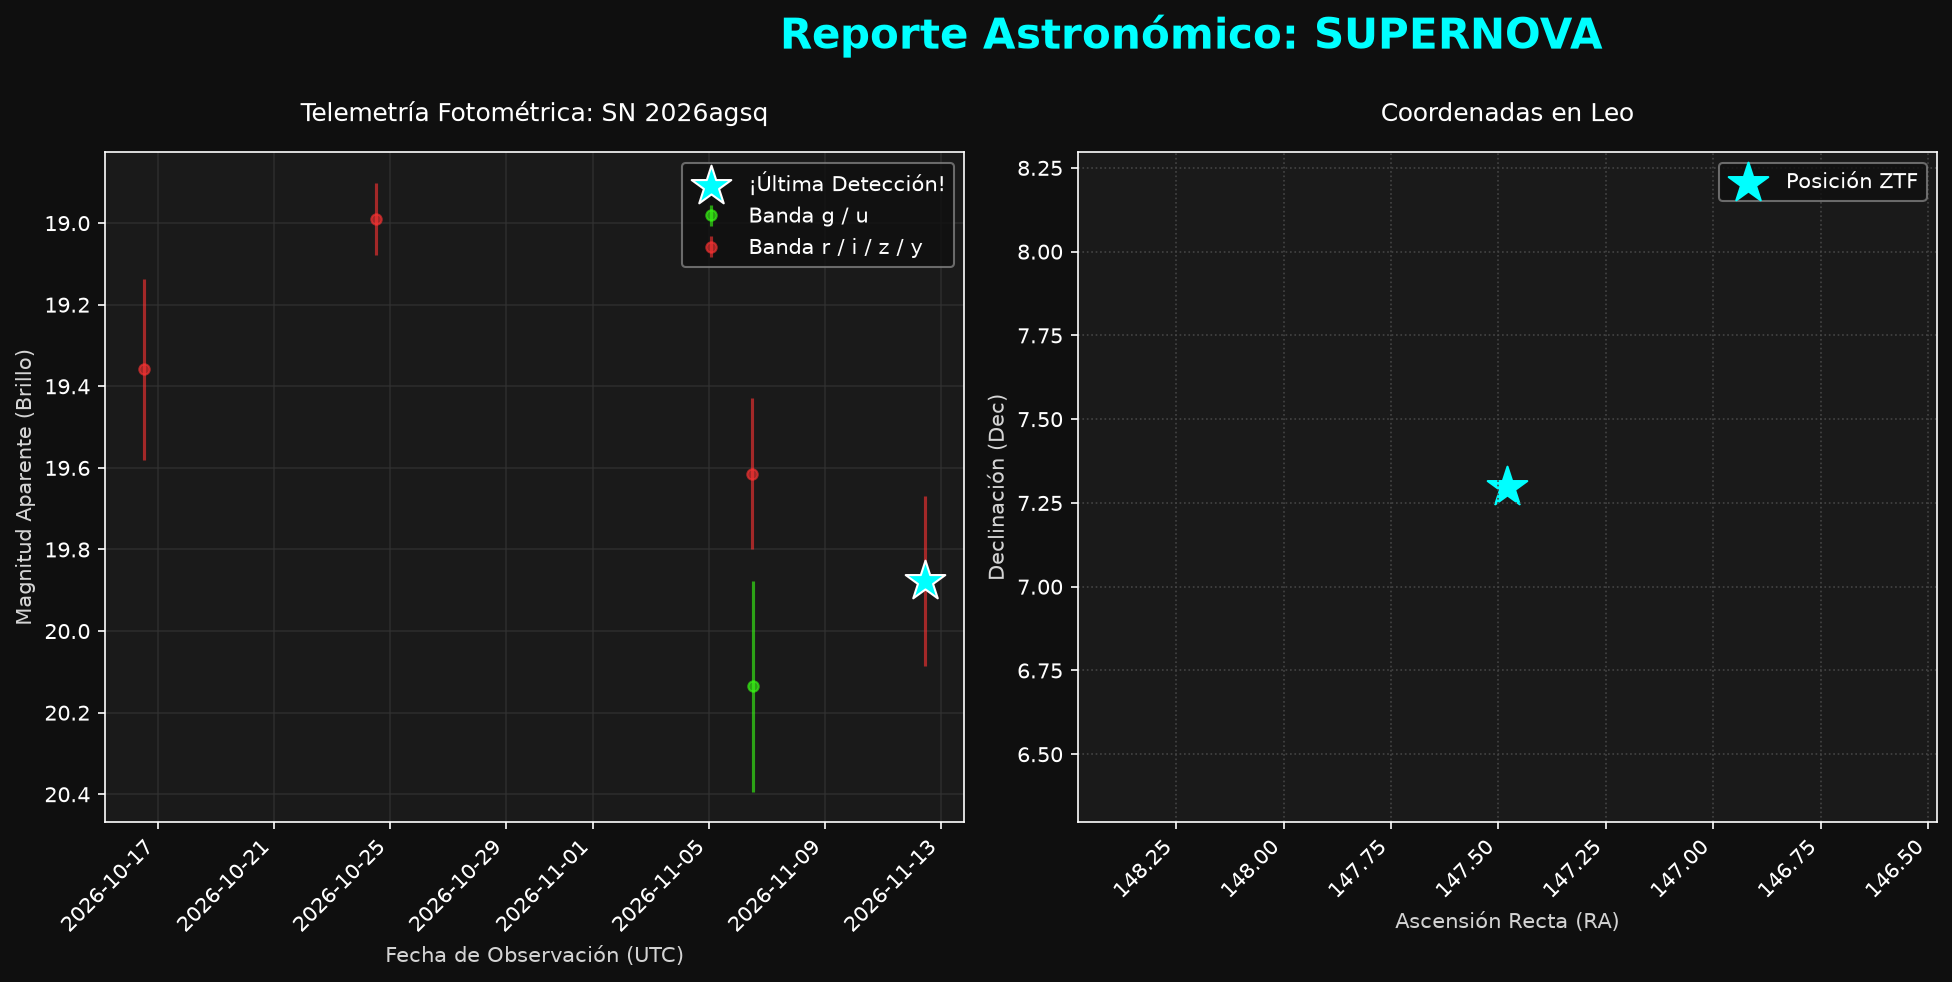 Reporte Astronómico: SUPERNOVA
Telemetría Fotométrica: SN 2026agsq
¡Última Detección!
Banda g / u
Banda r / i / z / y
Magnitud Aparente (Brillo)
19.0
19.2
19.4
19.6
19.8
20.0
20.2
20.4
2026-10-17
2026-10-21
2026-10-25
2026-10-29
2026-11-01
2026-11-05
2026-11-09
2026-11-13
Fecha de Observación (UTC)
Coordenadas en Leo
Posición ZTF
Declinación (Dec)
8.25
8.00
7.75
7.50
7.25
7.00
6.75
6.50
148.25
148.00
147.75
147.50
147.25
147.00
146.75
146.50
Ascensión Recta (RA)